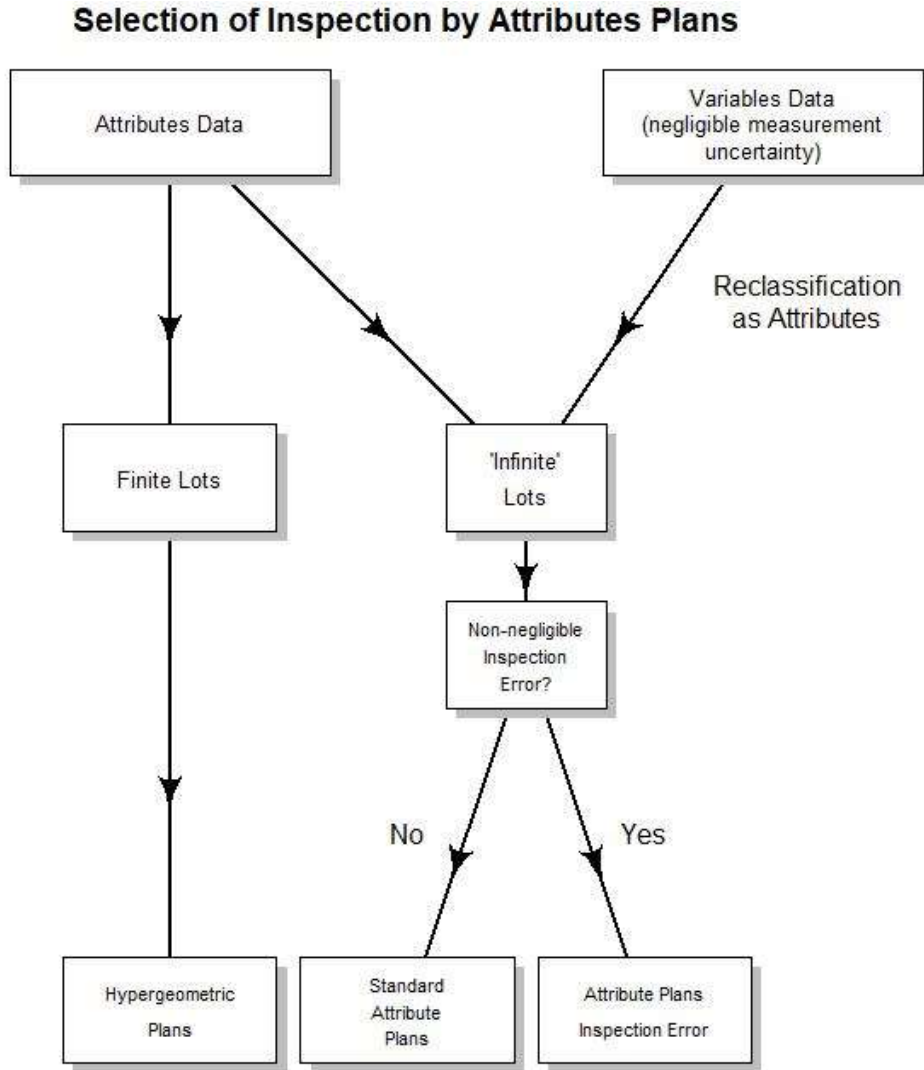 Selection of Inspection by Attributes Plans
Attributes Data
Variables Data
(negligible measurement
uncertainty)
Reclassification
as Attributes
Finite Lots
'Infinite'
Lots
Non-negligible
Inspection
Error?
No
Yes
Hypergeometric
Plans
Standard
Attribute
Plans
Attribute Plans
Inspection Error